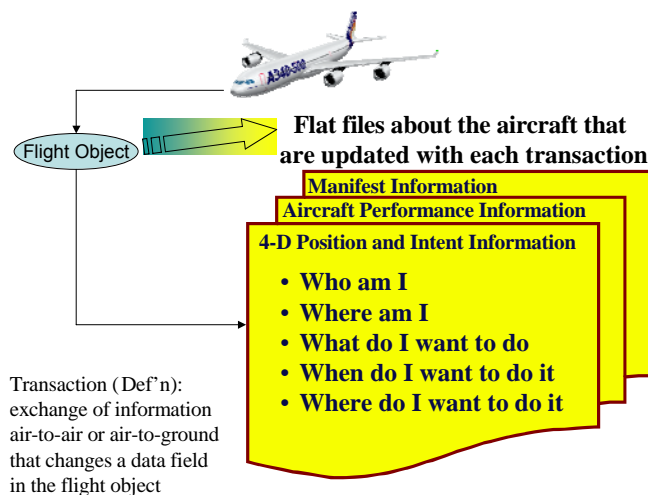 A340-500
Flat files about the aircraft that
are updated with each transaction
Flight Object
Manifest Information
Aircraft Performance Information
4-D Position and Intent Information
• Who am I
• Where am I
• What do I want to do
• When do I want to do it
• Where do I want to do it
Transaction (Def’n):
exchange of information
air-to-air or air-to-ground
that changes a data field
in the flight object